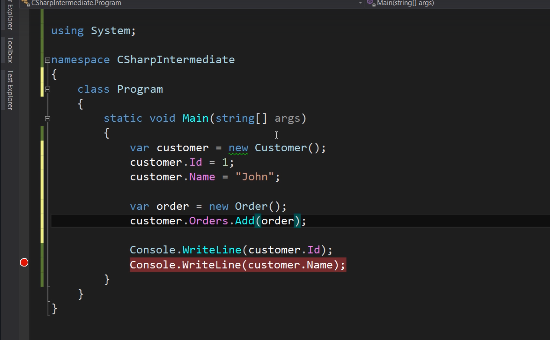 CSharpIntermediate.Program
Main(string[] args)
Explorer
Toolbox
Test Explorer
using System;
namespace CSharpIntermediate
{
class Program
{
static void Main(string[] args)
{
var customer = new Customer();
customer.Id = 1;
customer.Name = "John";
var order = new Order();
customer.Orders.Add(order);
Console.WriteLine(customer.Id);
Console.WriteLine(customer.Name);
}
}
}